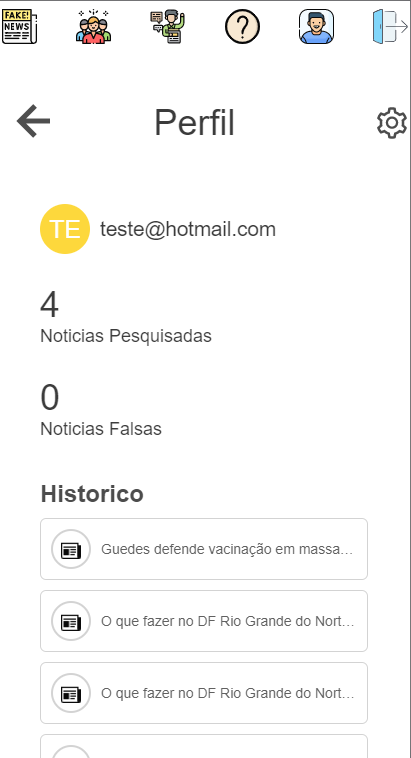 FAKE!
NEWS
?
Perfil
TE
teste@hotmail.com
4
Noticias Pesquisadas
0
Noticias Falsas
Historico
Guedes defende vacinação em massa...
O que fazer no DF Rio Grande do Nort...
O que fazer no DF Rio Grande do Nort...